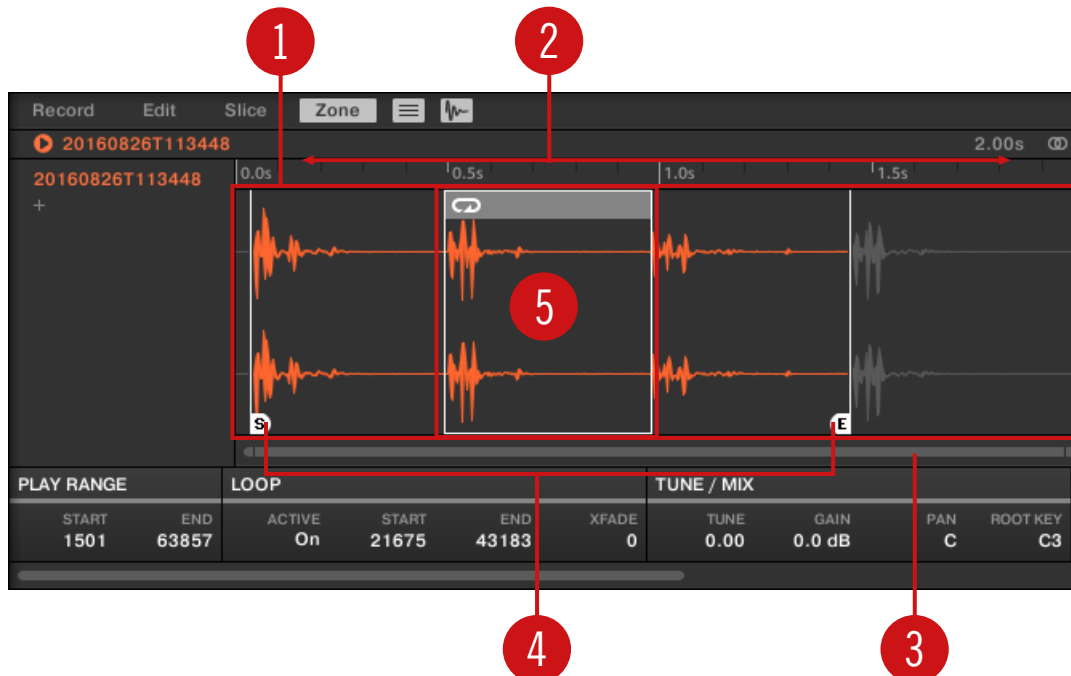 1 2
Record Edit Slice Zone
20160826T113448 2.00s
20160826T113448 0.0s 0.5s 1.0s 1.5s
+
5
S E
PLAY RANGE LOOP TUNE / MIX
START END ACTIVE START END XFADE TUNE GAIN PAN ROOT KEY
1501 63857 On 21675 43183 0 0.00 0.0 dB C C3
4 3